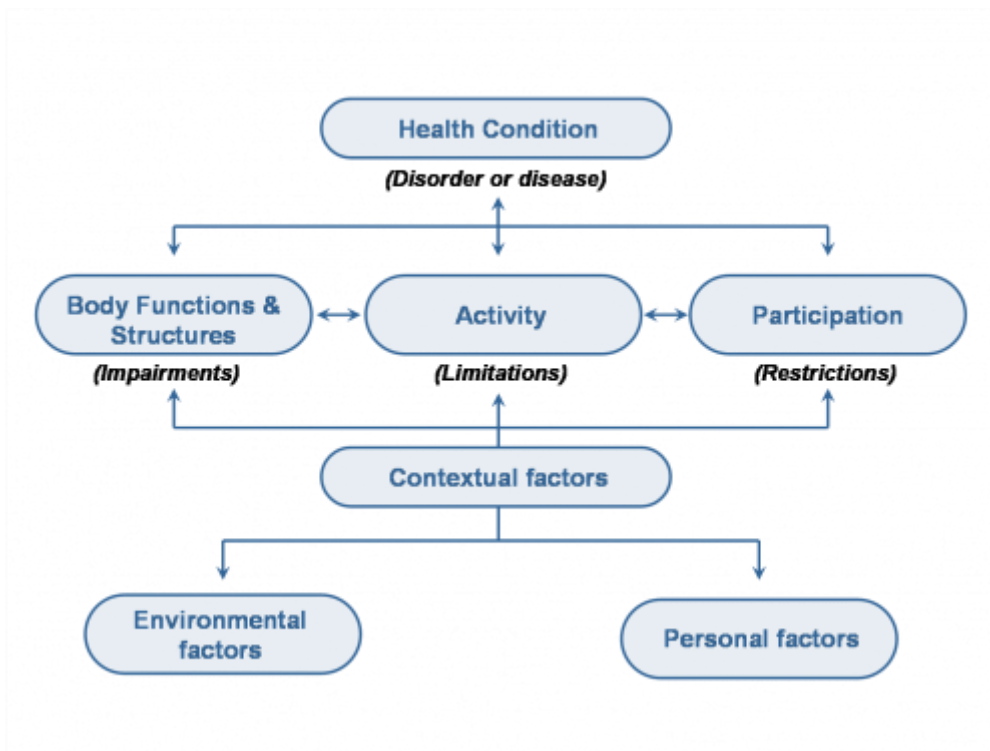 Health Condition
(Disorder or disease)
Body Functions &
Structures
Activity
Participation
(Impairments)
(Limitations)
(Restrictions)
Contextual factors
Environmental
factors
Personal factors